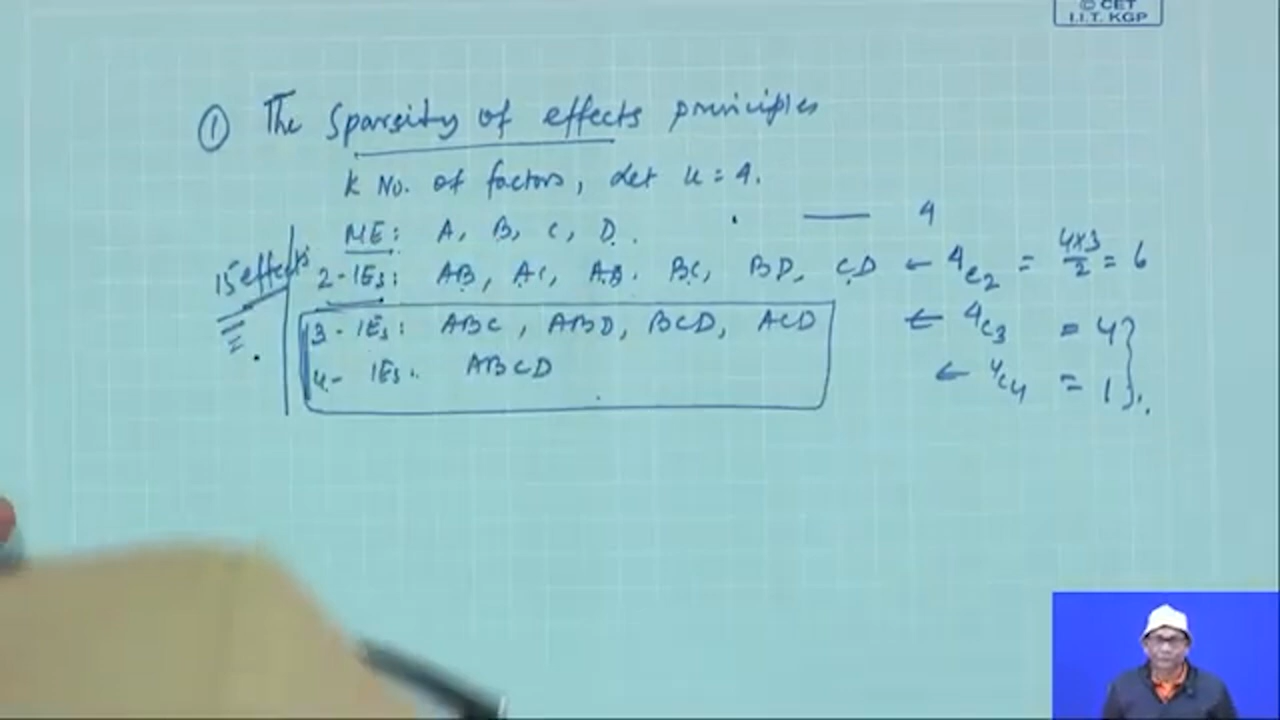 © CET
I.I.T. KGP
① The Sparsity of effects principles
K No. of factors, Let k = 4.
ME: A, B, C, D. — 4
15 effects
2-IEs: AB, AC, AD. BC, BD, CD ← 4c2 = 4x3/2 = 6
3-IEs: ABC, ABD, BCD, ACD ← 4c3 = 4
4-IEs. ABCD ← 4c4 = 1